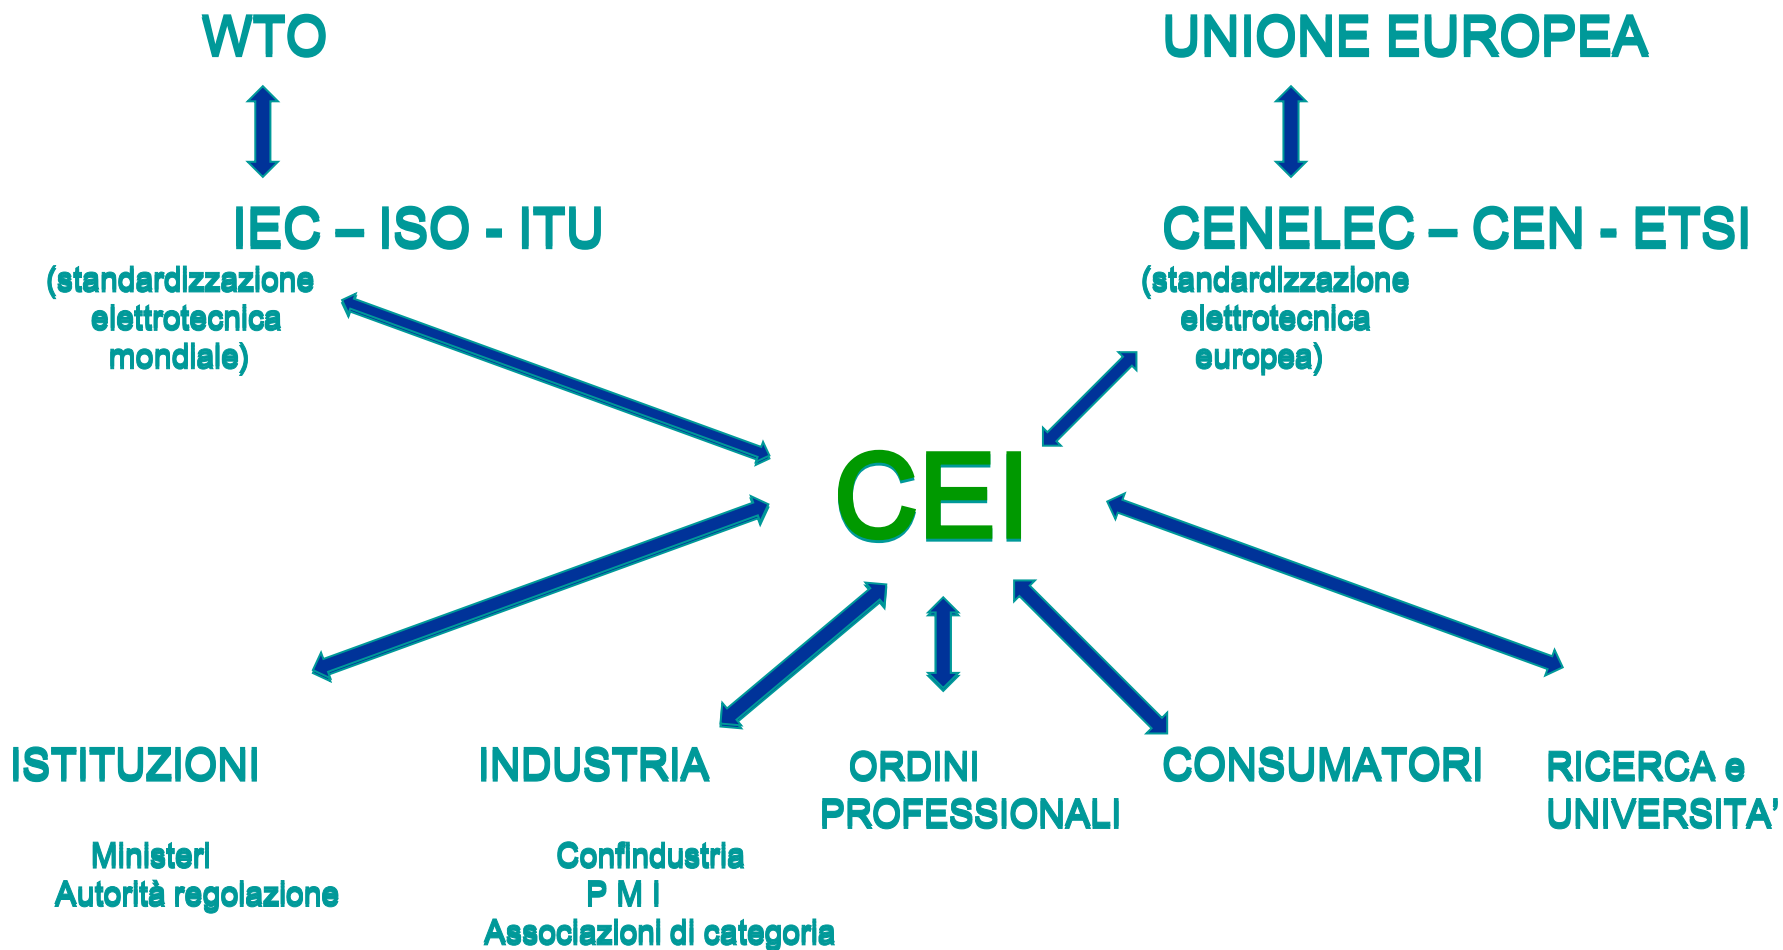 WTO
UNIONE EUROPEA
IEC – ISO - ITU
(standardizzazione
elettrotecnica
mondiale)
CENELEC – CEN - ETSI
(standardizzazione
elettrotecnica
europea)
CEI
ISTITUZIONI
Ministeri
Autorità regolazione
INDUSTRIA
Confindustria
P M I
Associazioni di categoria
ORDINI
PROFESSIONALI
CONSUMATORI
RICERCA e
UNIVERSITA’